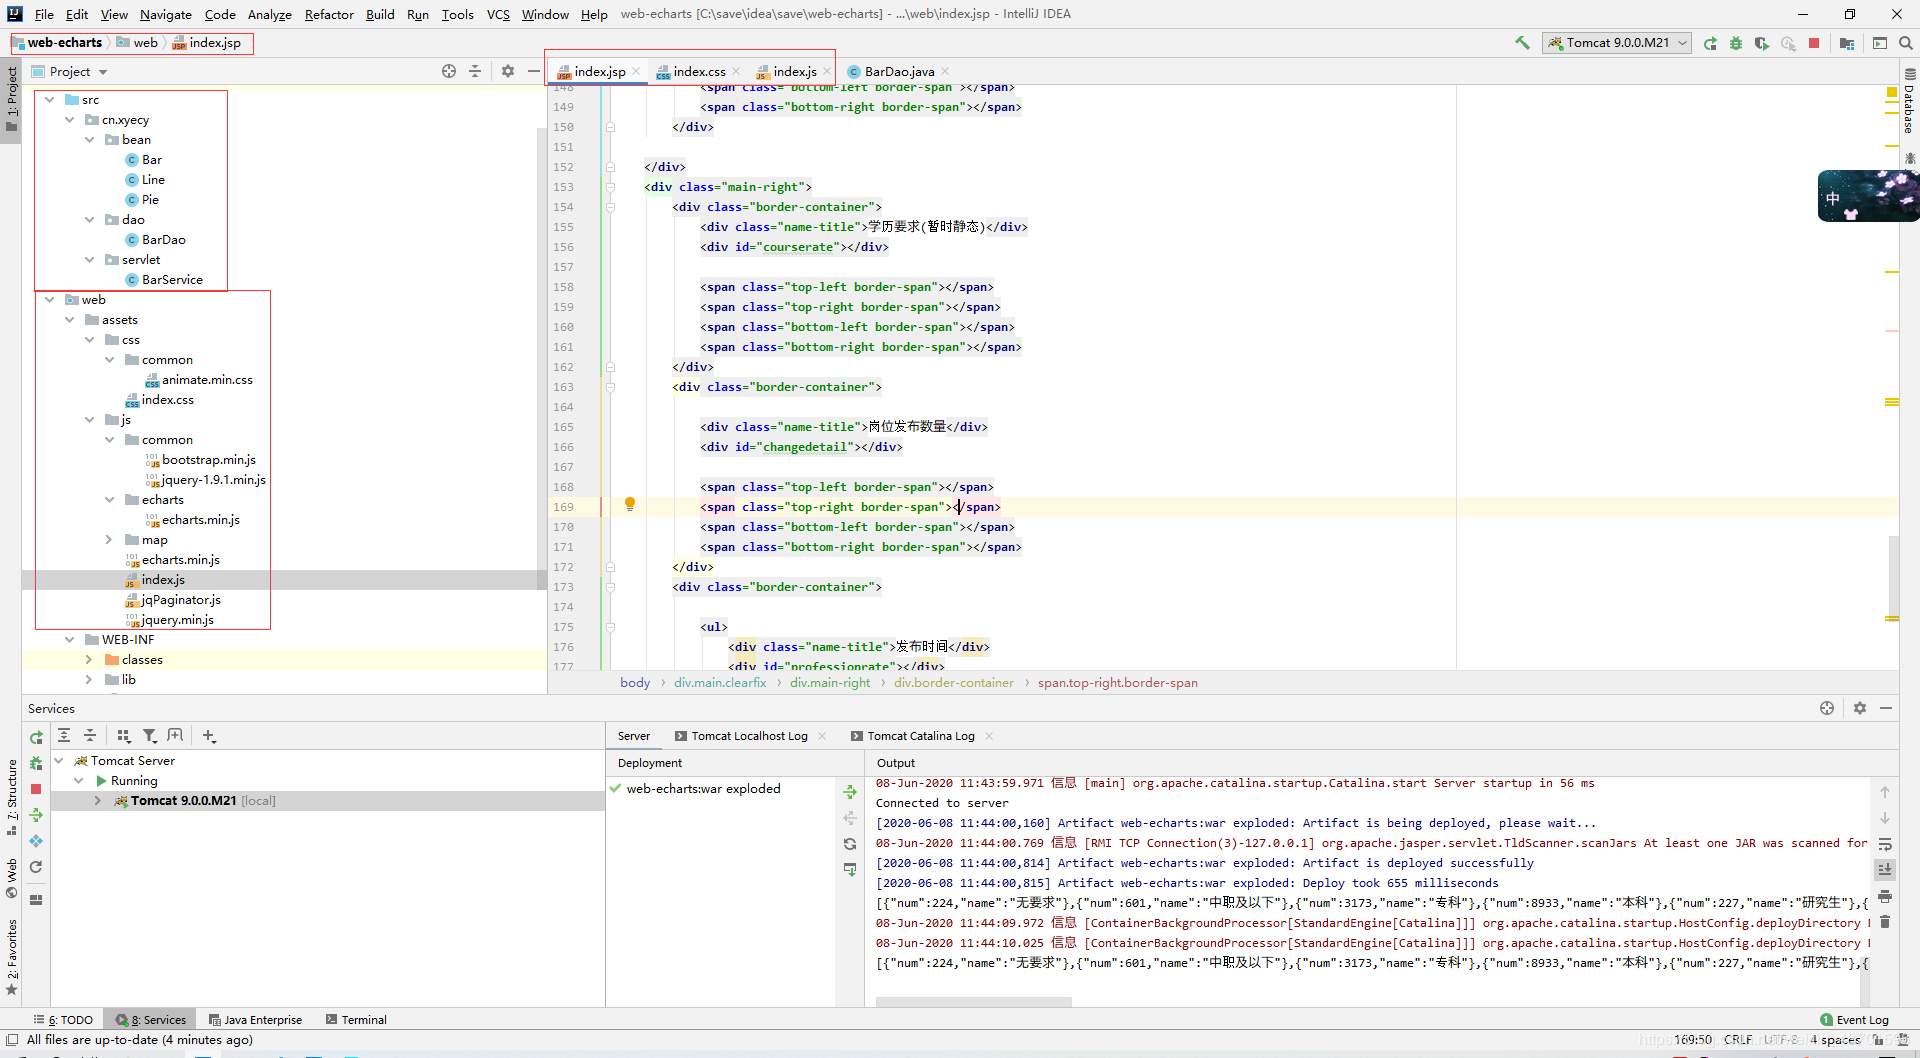 File Edit View Navigate Code Analyze Refactor Build Run Tools VCS Window Help web-echarts [C:\save\idea\save\web-echarts] - ...\web\index.jsp - IntelliJ IDEA
web-echarts web index.jsp
Tomcat 9.0.0.M21
Project
index.jsp index.css index.js BarDao.java
1: Project
Database
src
cn.xyecy
bean
Bar
Line
Pie
dao
BarDao
servlet
BarService
web
assets
css
common
animate.min.css
index.css
js
common
bootstrap.min.js
jquery-1.9.1.min.js
echarts
echarts.min.js
map
echarts.min.js
index.js
jqPaginator.js
jquery.min.js
WEB-INF
classes
lib
148 <span class="bottom-left border-span"></span>
149 <span class="bottom-right border-span"></span>
150 </div>
151
152 </div>
153 <div class="main-right">
154 <div class="border-container">
155 <div class="name-title">学历要求(暂时静态)</div>
156 <div id="courserate"></div>
157
158 <span class="top-left border-span"></span>
159 <span class="top-right border-span"></span>
160 <span class="bottom-left border-span"></span>
161 <span class="bottom-right border-span"></span>
162 </div>
163 <div class="border-container">
164
165 <div class="name-title">岗位发布数量</div>
166 <div id="changedetail"></div>
167
168 <span class="top-left border-span"></span>
169 <span class="top-right border-span"></span>
170 <span class="bottom-left border-span"></span>
171 <span class="bottom-right border-span"></span>
172 </div>
173 <div class="border-container">
174
175 <ul>
176 <div class="name-title">发布时间</div>
177 <div id="professionrate"></div>
中
body div.main.clearfix div.main-right div.border-container span.top-right.border-span
Services
Tomcat Server
Running
Tomcat 9.0.0.M21 [local]
Server Tomcat Localhost Log Tomcat Catalina Log
Deployment
web-echarts:war exploded
Output
08-Jun-2020 11:43:59.971 信息 [main] org.apache.catalina.startup.Catalina.start Server startup in 56 ms
Connected to server
[2020-06-08 11:44:00,160] Artifact web-echarts:war exploded: Artifact is being deployed, please wait...
08-Jun-2020 11:44:00.769 信息 [RMI TCP Connection(3)-127.0.0.1] org.apache.jasper.servlet.TldScanner.scanJars At least one JAR was scanned for
[2020-06-08 11:44:00,814] Artifact web-echarts:war exploded: Artifact is deployed successfully
[2020-06-08 11:44:00,815] Artifact web-echarts:war exploded: Deploy took 655 milliseconds
[{"num":224,"name":"无要求"},{"num":601,"name":"中职及以下"},{"num":3173,"name":"专科"},{"num":8933,"name":"本科"},{"num":227,"name":"研究生"},{
08-Jun-2020 11:44:09.972 信息 [ContainerBackgroundProcessor[StandardEngine[Catalina]]] org.apache.catalina.startup.HostConfig.deployDirectory
08-Jun-2020 11:44:10.025 信息 [ContainerBackgroundProcessor[StandardEngine[Catalina]]] org.apache.catalina.startup.HostConfig.deployDirectory
[{"num":224,"name":"无要求"},{"num":601,"name":"中职及以下"},{"num":3173,"name":"专科"},{"num":8933,"name":"本科"},{"num":227,"name":"研究生"},{
Z: Structure
Web
2: Favorites
6: TODO 8: Services Java Enterprise Terminal
1 Event Log
All files are up-to-date (4 minutes ago)
169:50 CRLF UTF-8 4 spaces